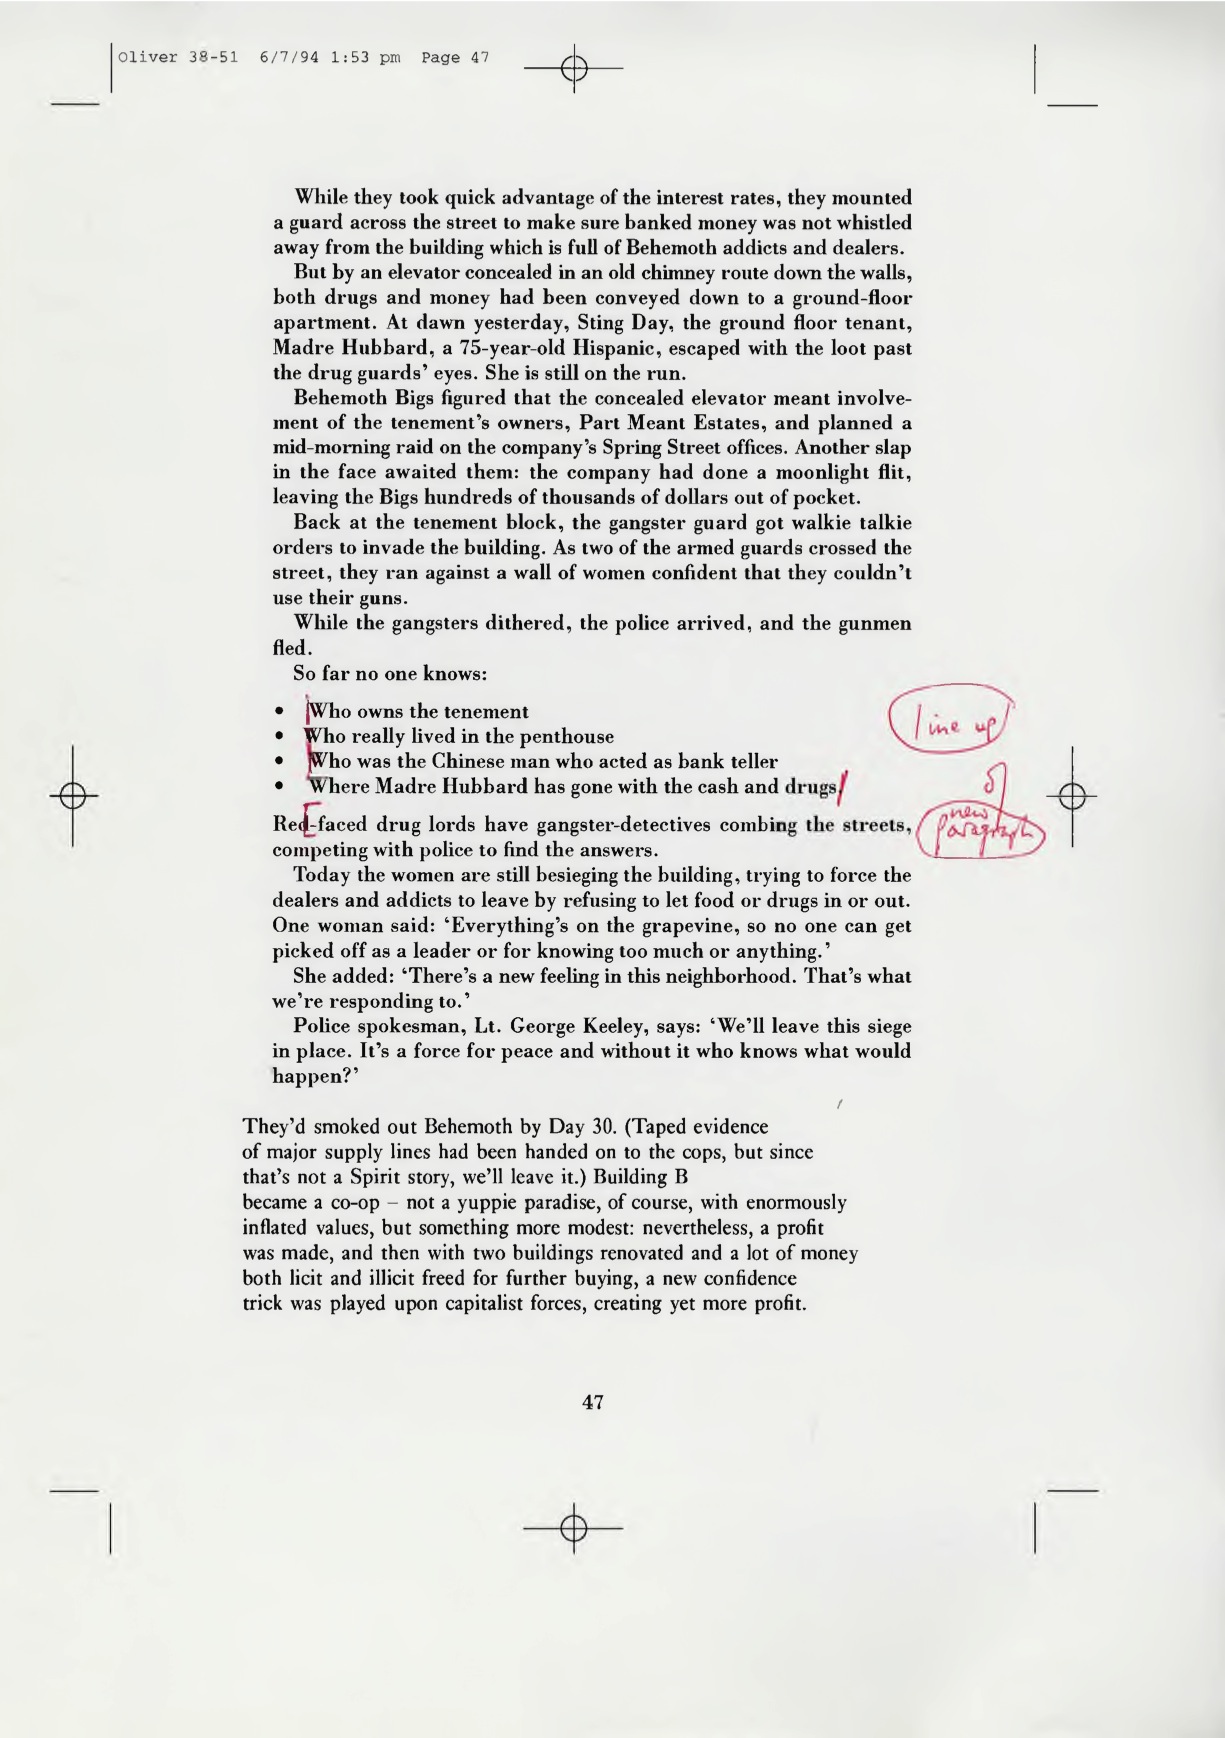 Oliver 38-51 6/7/94 1:53 pm Page 47
While they took quick advantage of the interest rates, they mounted
a guard across the street to make sure banked money was not whistled
away from the building which is full of Behemoth addicts and dealers.
But by an elevator concealed in an old chimney route down the walls,
both drugs and money had been conveyed down to a ground-floor
apartment. At dawn yesterday, Sting Day, the ground floor tenant,
Madre Hubbard, a 75-year-old Hispanic, escaped with the loot past
the drug guards’ eyes. She is still on the run.
Behemoth Bigs figured that the concealed elevator meant involve-
ment of the tenement’s owners, Part Meant Estates, and planned a
mid-morning raid on the company’s Spring Street offices. Another slap
in the face awaited them: the company had done a moonlight flit,
leaving the Bigs hundreds of thousands of dollars out of pocket.
Back at the tenement block, the gangster guard got walkie talkie
orders to invade the building. As two of the armed guards crossed the
street, they ran against a wall of women confident that they couldn’t
use their guns.
While the gangsters dithered, the police arrived, and the gunmen
fled.
So far no one knows:
• Who owns the tenement
• Who really lived in the penthouse
• Who was the Chinese man who acted as bank teller
• Where Madre Hubbard has gone with the cash and drugs.
line up
new
paragraph
Red-faced drug lords have gangster-detectives combing the streets,
competing with police to find the answers.
Today the women are still besieging the building, trying to force the
dealers and addicts to leave by refusing to let food or drugs in or out.
One woman said: ‘Everything’s on the grapevine, so no one can get
picked off as a leader or for knowing too much or anything.’
She added: ‘There’s a new feeling in this neighborhood. That’s what
we’re responding to.’
Police spokesman, Lt. George Keeley, says: ‘We’ll leave this siege
in place. It’s a force for peace and without it who knows what would
happen?’
They’d smoked out Behemoth by Day 30. (Taped evidence
of major supply lines had been handed on to the cops, but since
that’s not a Spirit story, we’ll leave it.) Building B
became a co-op – not a yuppie paradise, of course, with enormously
inflated values, but something more modest: nevertheless, a profit
was made, and then with two buildings renovated and a lot of money
both licit and illicit freed for further buying, a new confidence
trick was played upon capitalist forces, creating yet more profit.
47